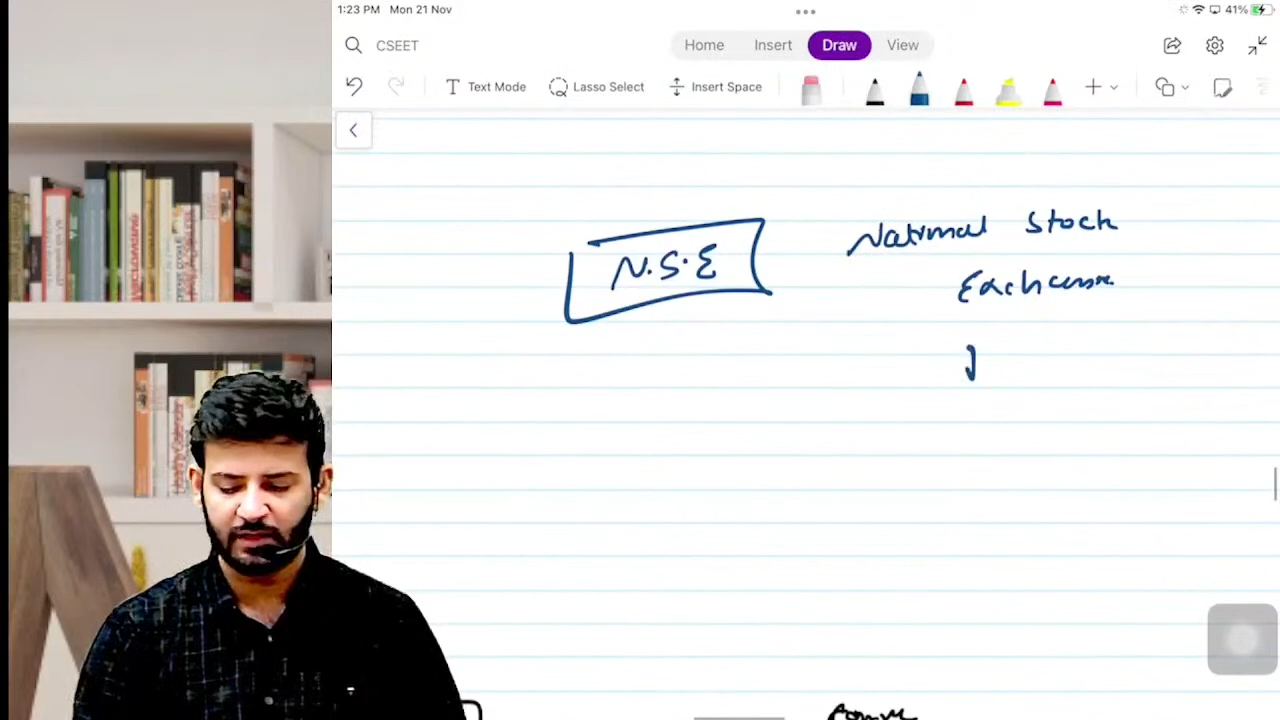 1:23 PM Mon 21 Nov
41%
CSEET
Home Insert Draw View
Text Mode Lasso Select Insert Space
National Stock
N.S.E